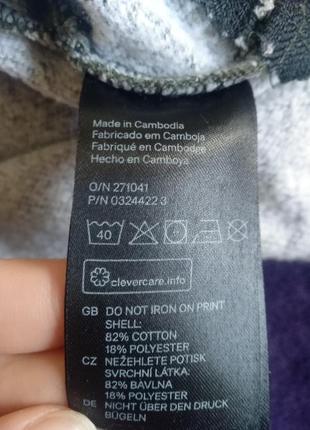 Made in Cambodia
Fabricado em Camboja
Fabriqué en Cambodge
Hecho en Camboya
O/N 271041
P/N 0324422 3
40
clevercare.info
GB DO NOT IRON ON PRINT
SHELL:
82% COTTON
18% POLYESTER
CZ NEŽEHLETE POTISK
SVRCHNÍ LÁTKA:
82% BAVLNA
18% POLYESTER
DE NICHT ÜBER DEN DRUCK
BÜGELN